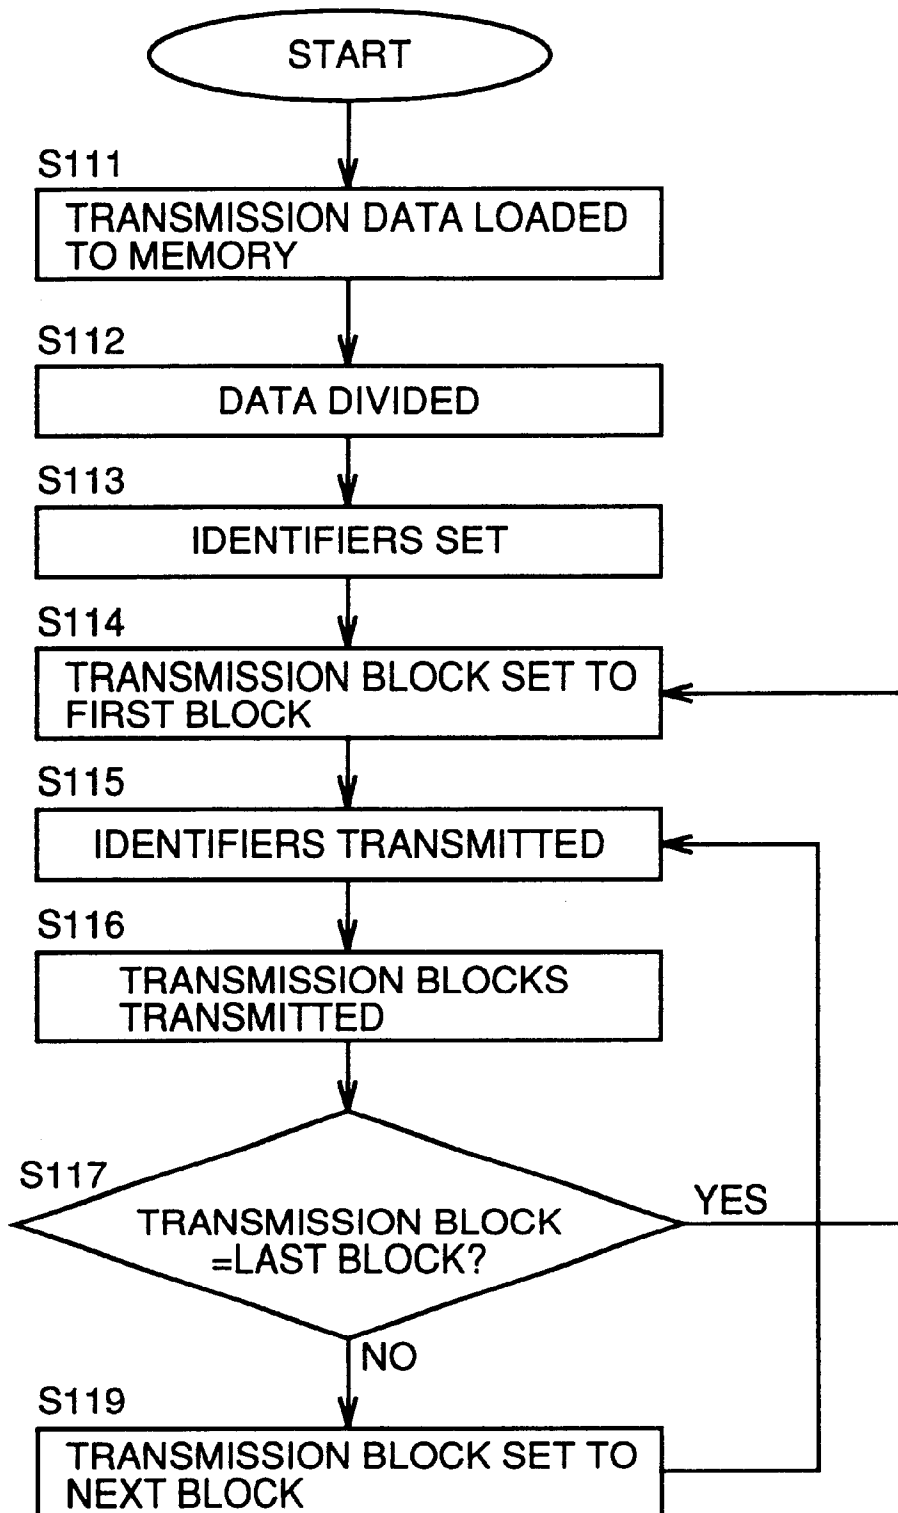 START
S111
TRANSMISSION DATA LOADED
TO MEMORY
S112
DATA DIVIDED
S113
IDENTIFIERS SET
S114
TRANSMISSION BLOCK SET TO
FIRST BLOCK
S115
IDENTIFIERS TRANSMITTED
S116
TRANSMISSION BLOCKS
TRANSMITTED
S117
YES
TRANSMISSION BLOCK
=LAST BLOCK?
NO
S119
TRANSMISSION BLOCK SET TO
NEXT BLOCK